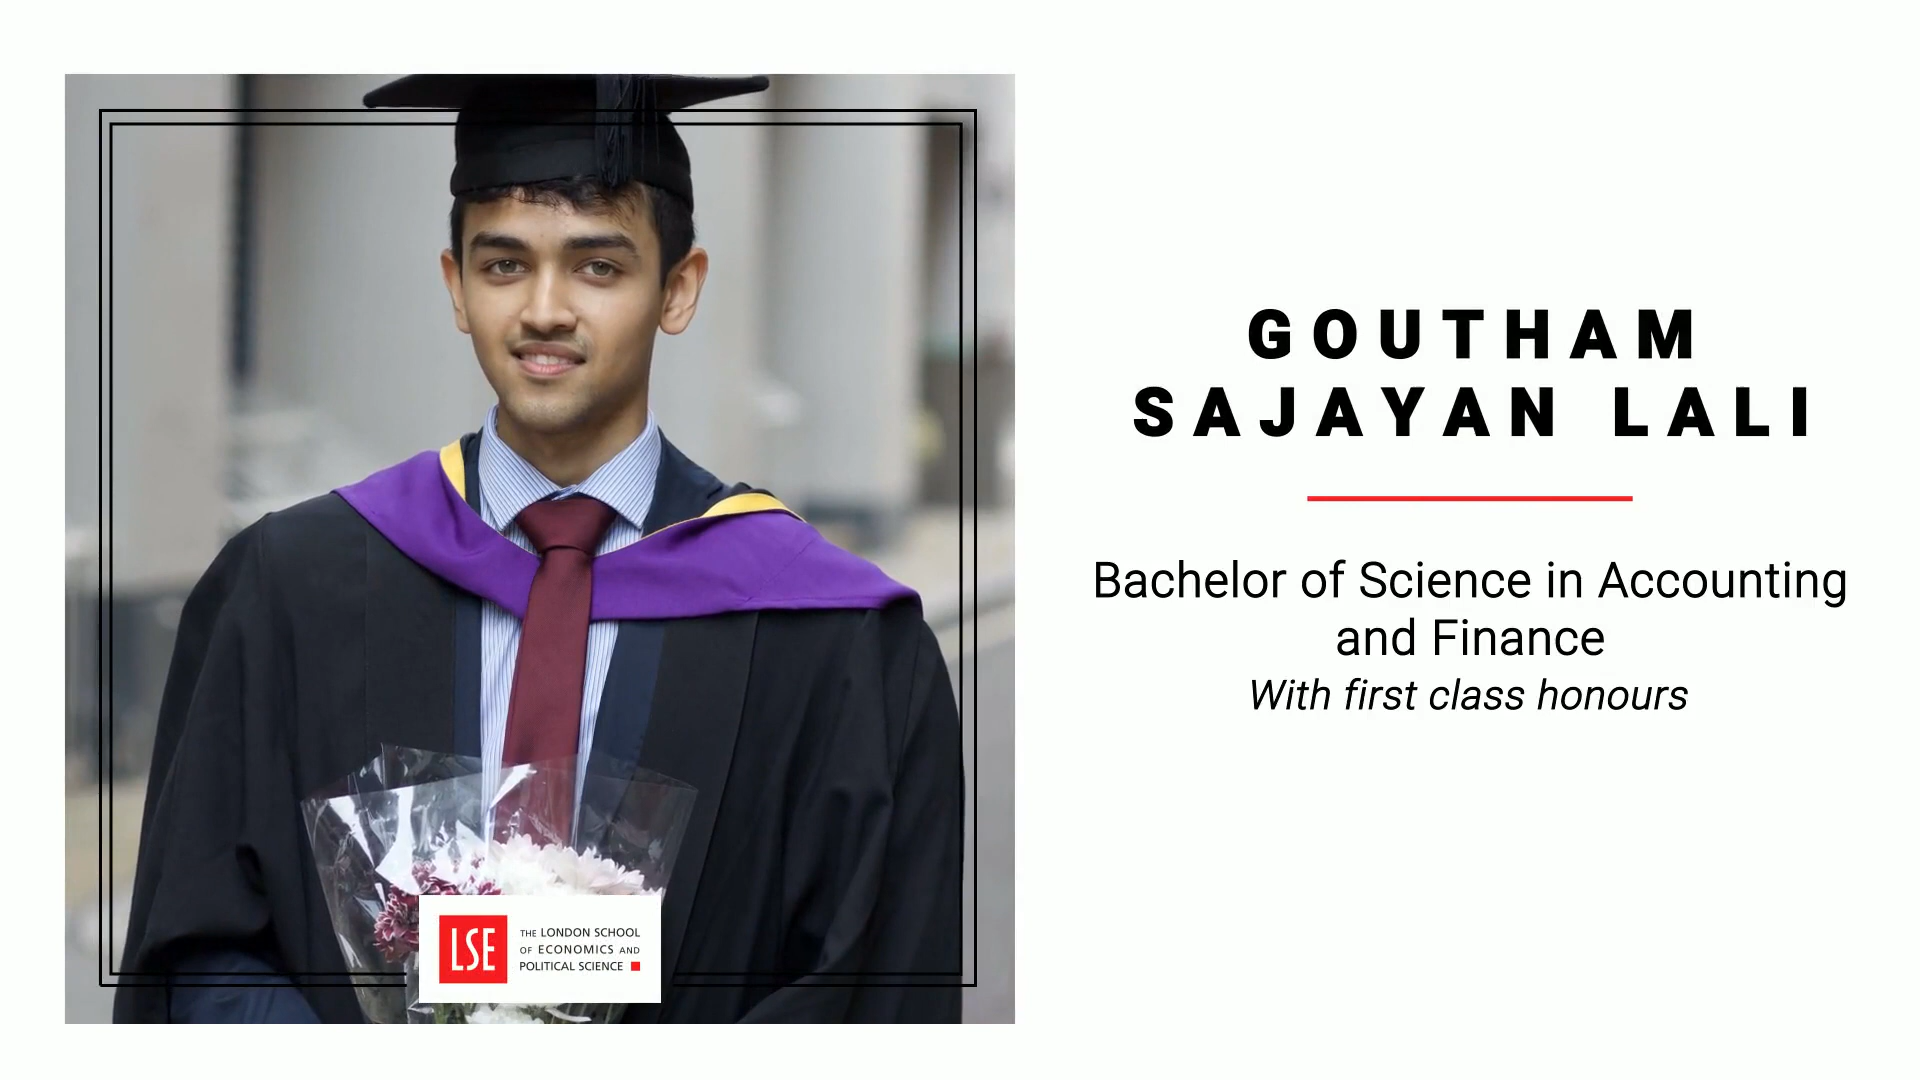 GOUTHAM
SAJAYAN LALI
Bachelor of Science in Accounting
and Finance
With first class honours
LSE
THE LONDON SCHOOL
OF ECONOMICS AND
POLITICAL SCIENCE